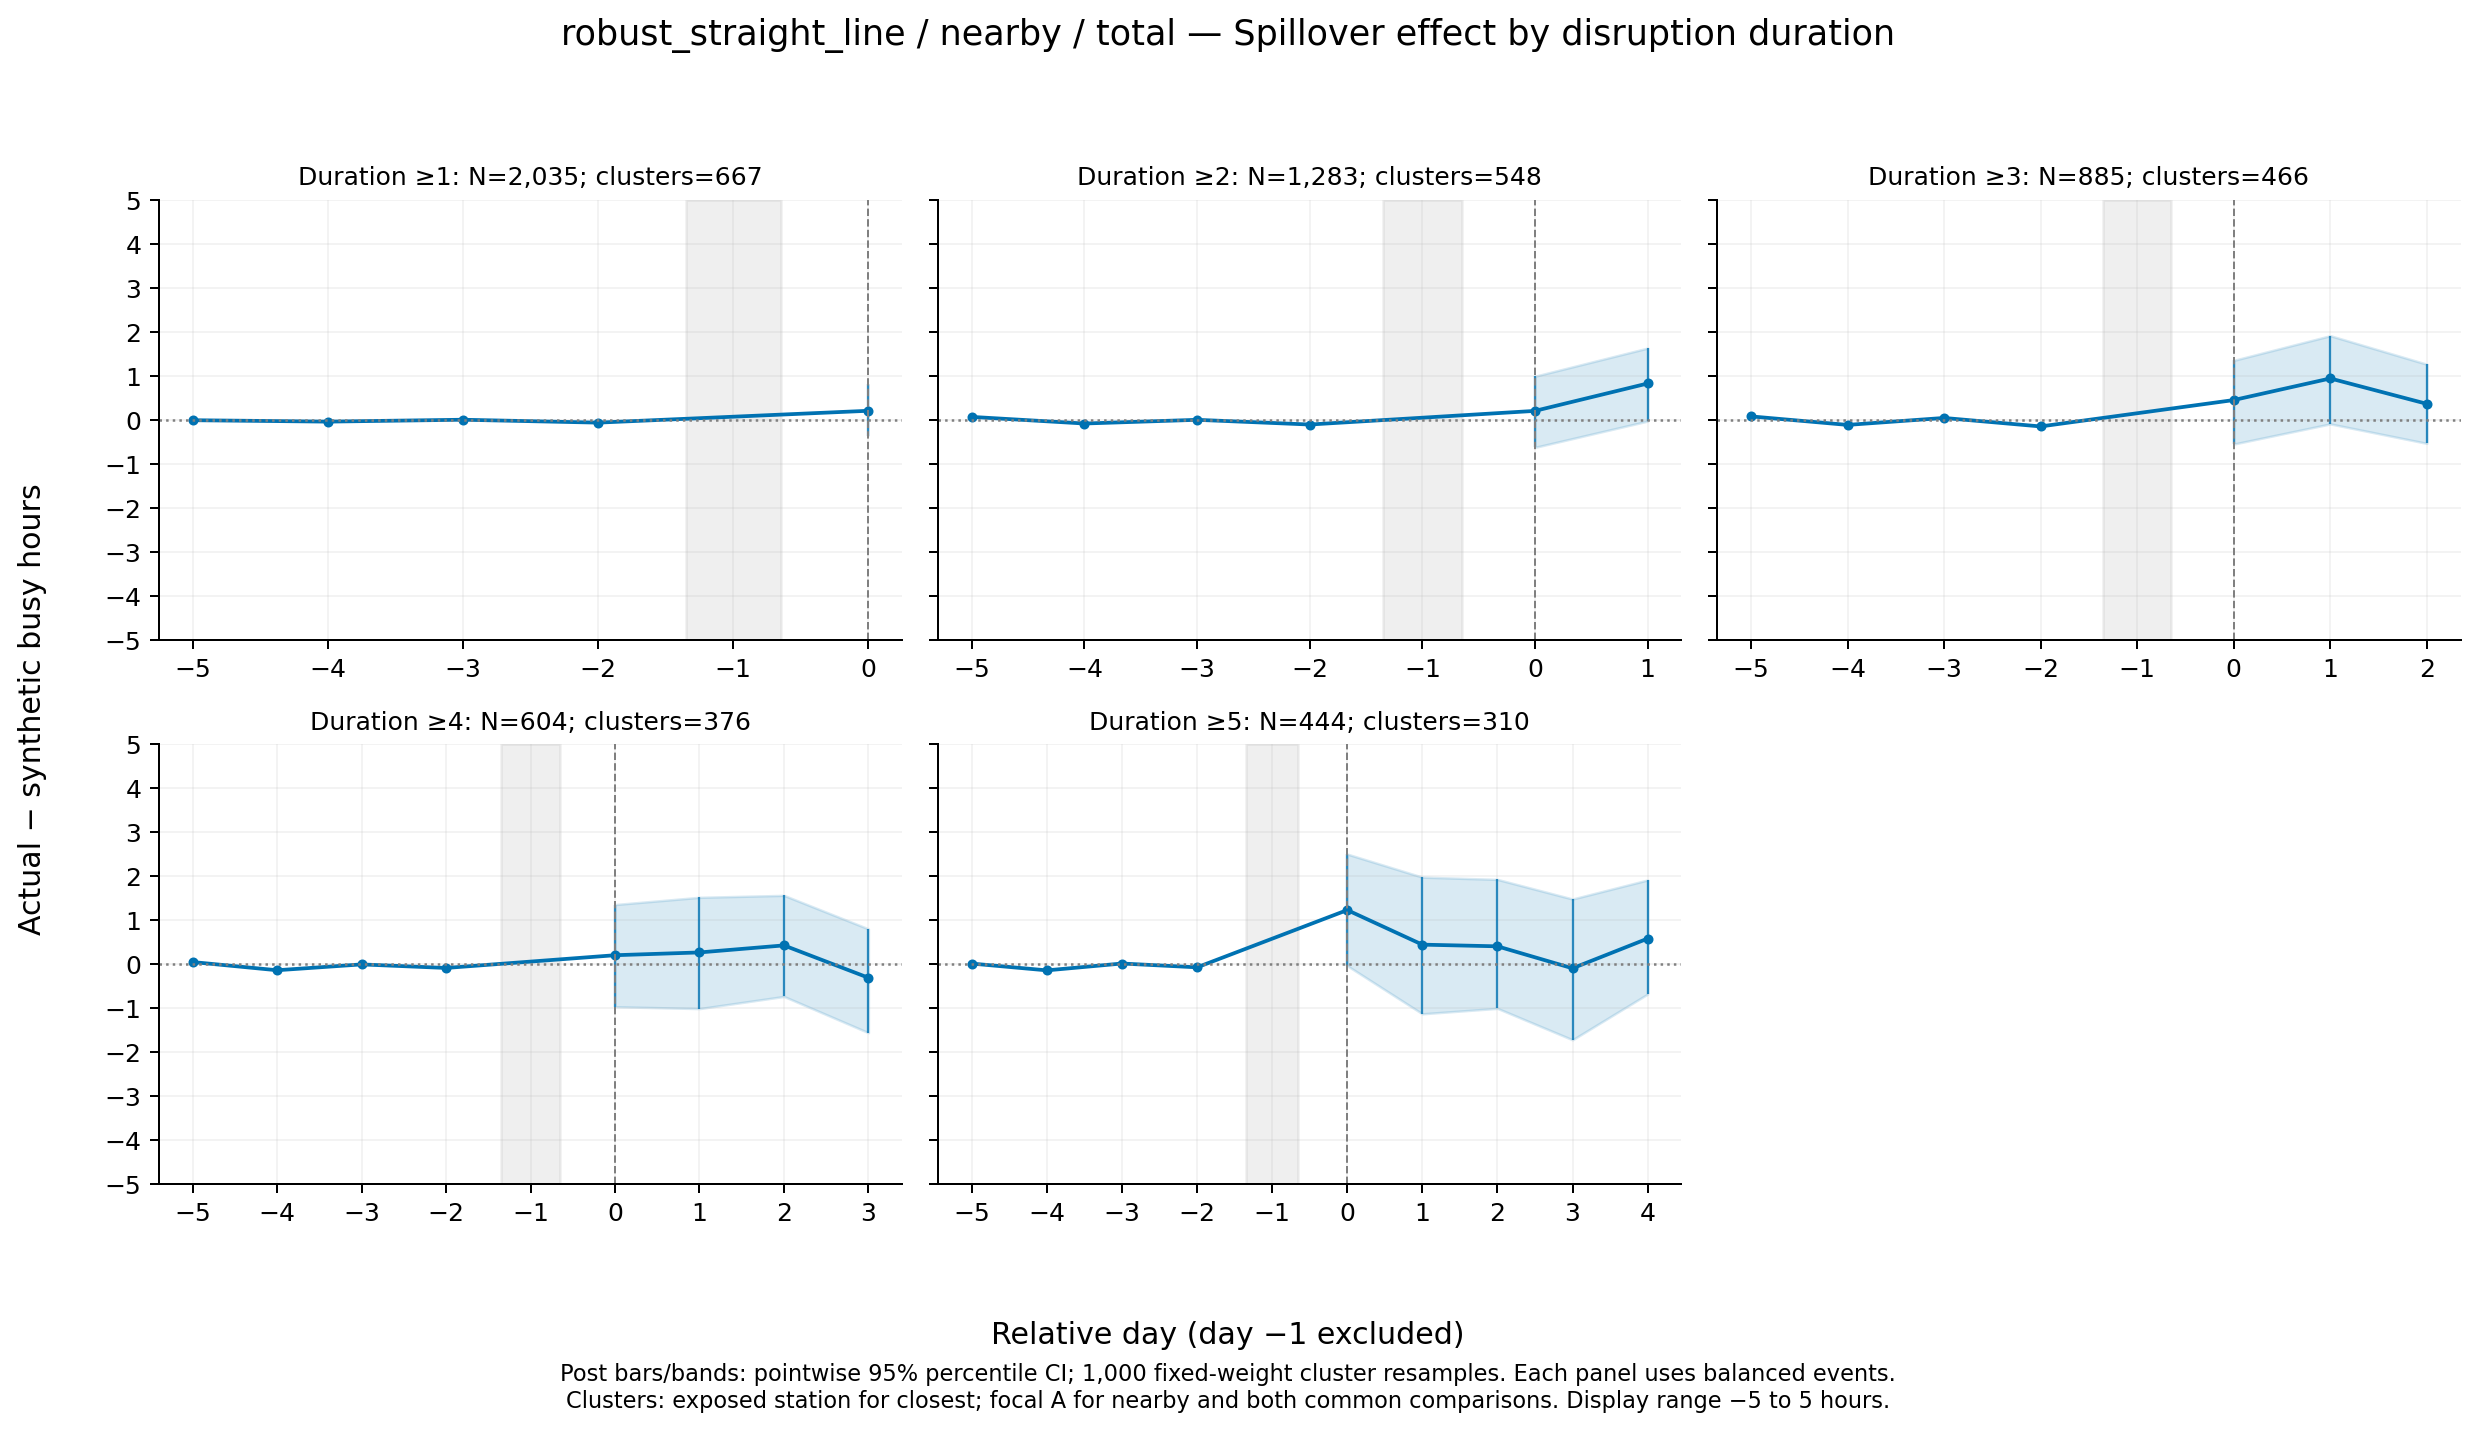 robust_straight_line / nearby / total — Spillover effect by disruption duration
Duration ≥1: N=2,035; clusters=667
Duration ≥2: N=1,283; clusters=548
Duration ≥3: N=885; clusters=466
5
4
3
2
1
0
−1
−2
−3
−4
−5
−5 −4 −3 −2 −1 0
−5 −4 −3 −2 −1 0 1
−5 −4 −3 −2 −1 0 1 2
Actual − synthetic busy hours
Duration ≥4: N=604; clusters=376
Duration ≥5: N=444; clusters=310
5
4
3
2
1
0
−1
−2
−3
−4
−5
−5 −4 −3 −2 −1 0 1 2 3
−5 −4 −3 −2 −1 0 1 2 3 4
Relative day (day −1 excluded)
Post bars/bands: pointwise 95% percentile CI; 1,000 fixed-weight cluster resamples. Each panel uses balanced events.
Clusters: exposed station for closest; focal A for nearby and both common comparisons. Display range −5 to 5 hours.